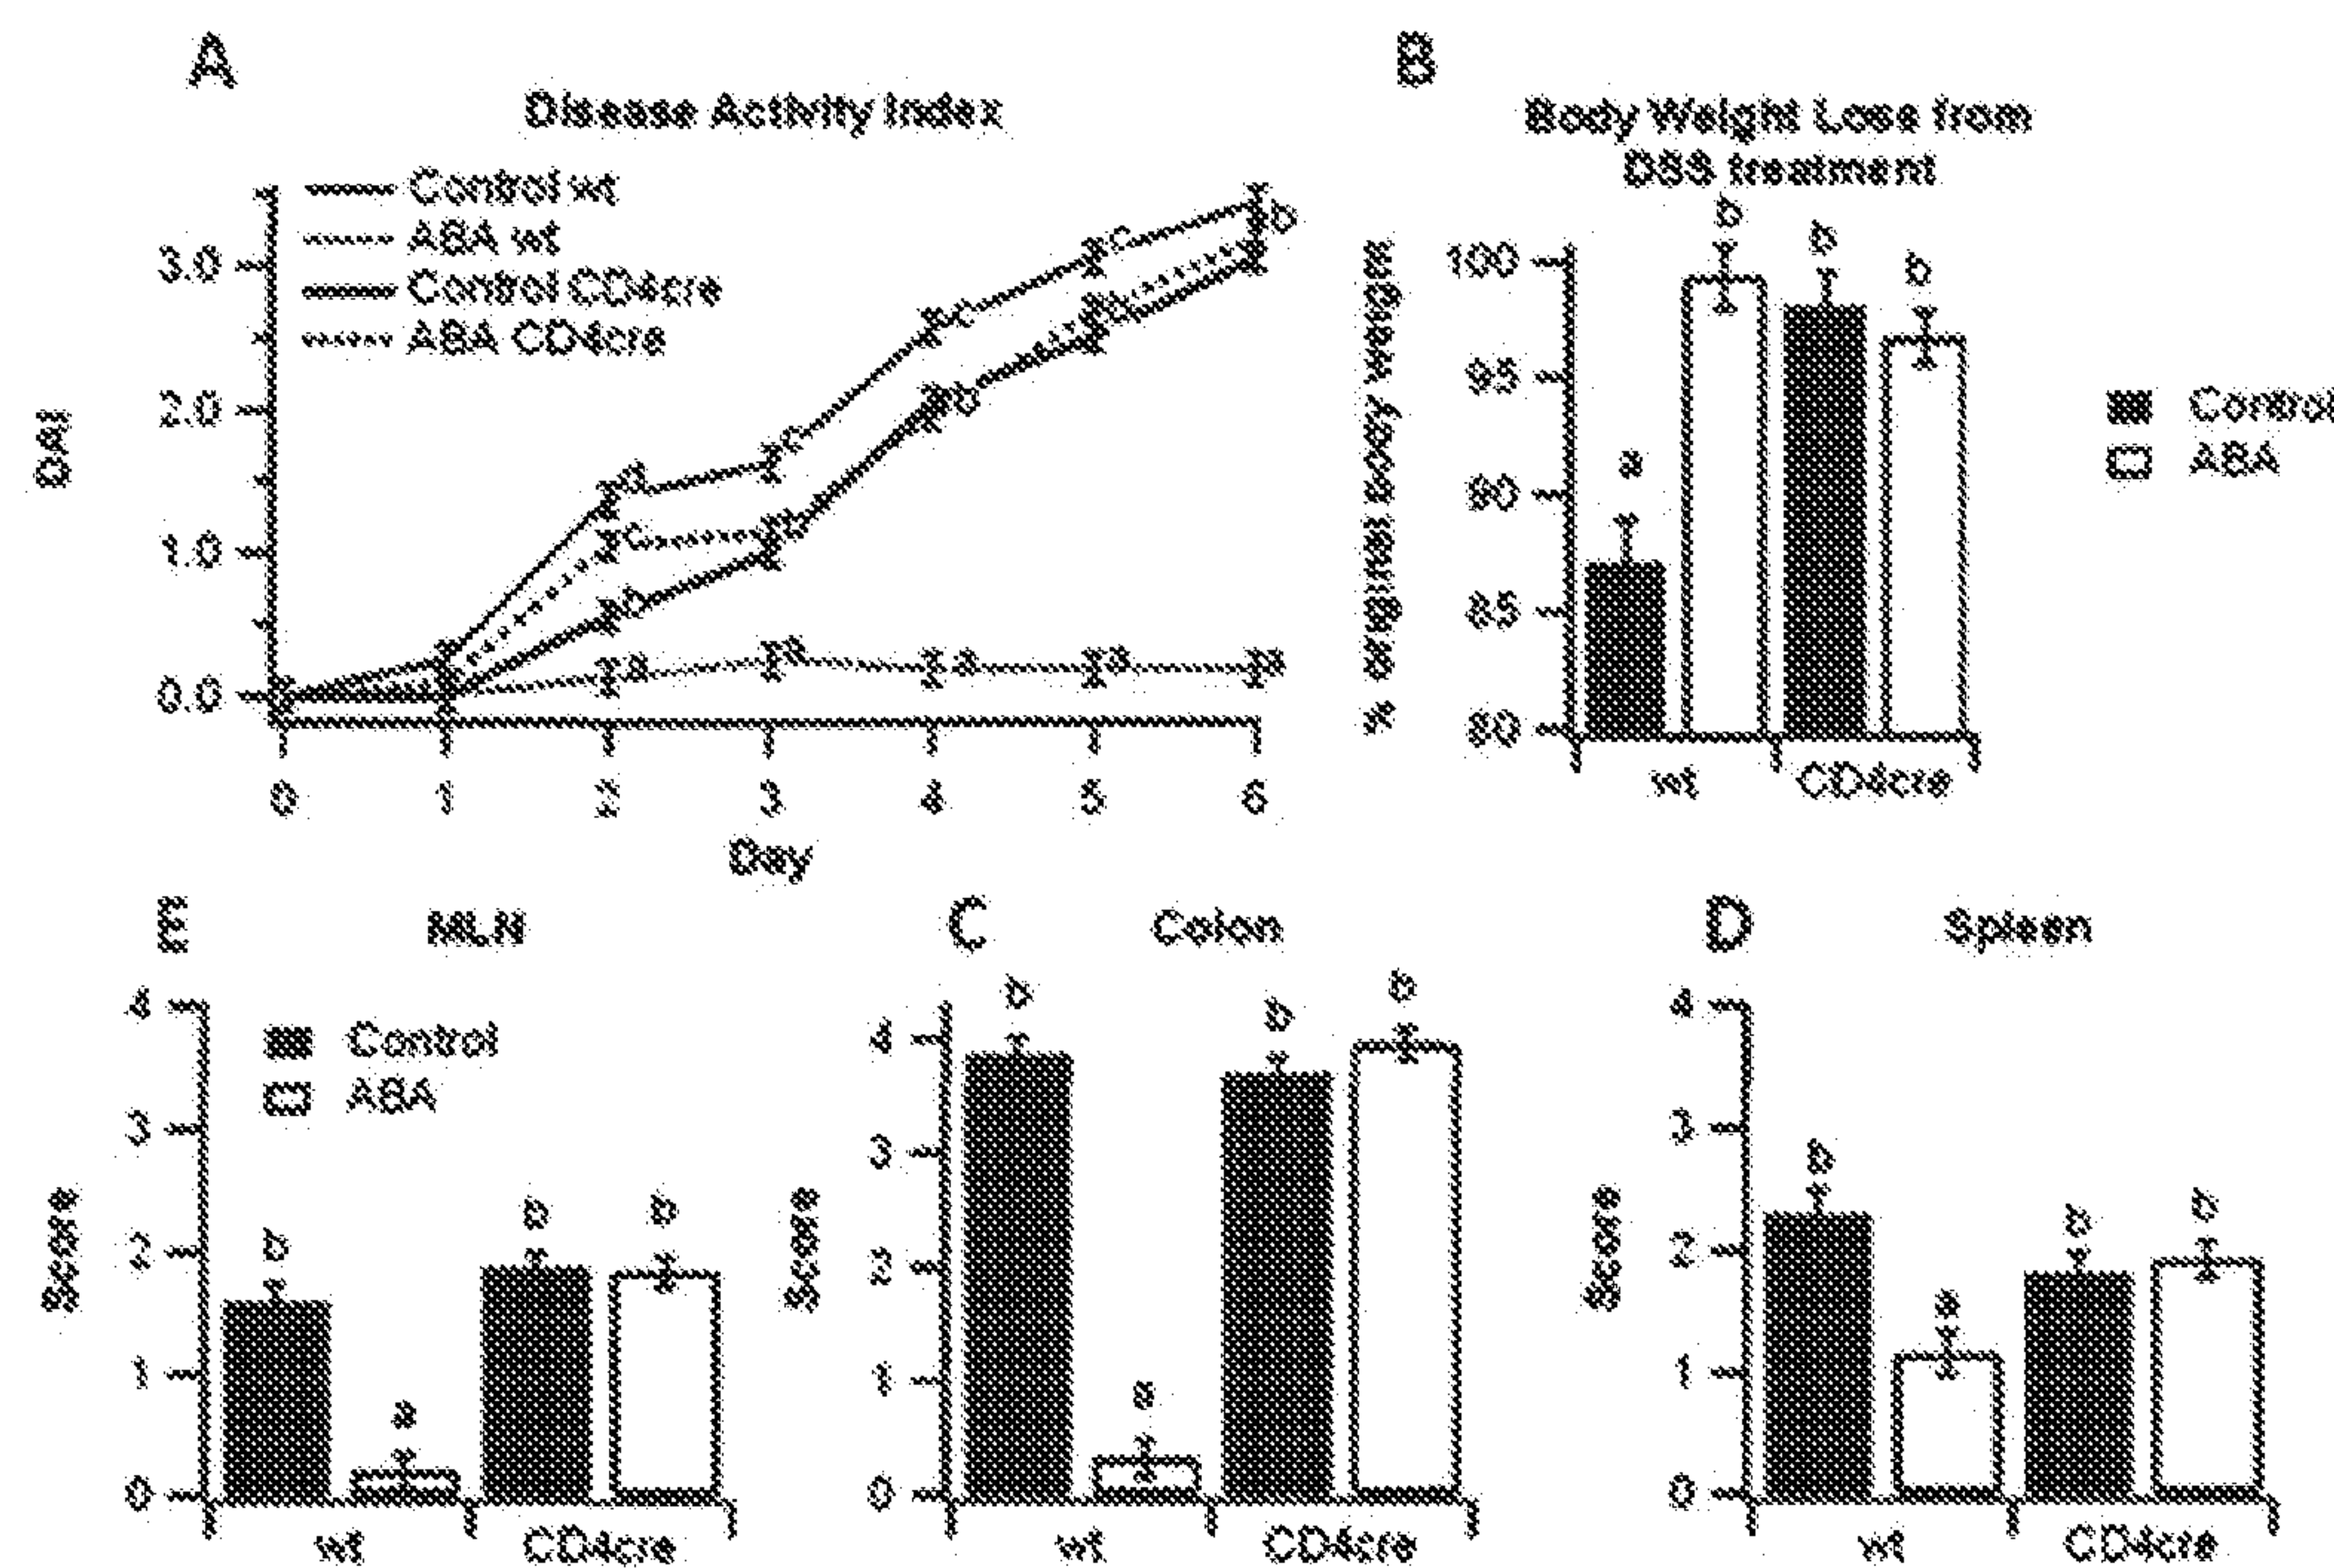 A
Disease Activity Index
Control wt
ABA wt
Control CD4cre
ABA CD4cre
DAI
3.0
2.0
1.0
0.0
d
c
b
a
c
b
a
c
b
a
c
b
a
b
a
0 1 2 3 4 5 6
Day
B
Body Weight Loss from
DSS treatment
% original body weight
100
95
90
85
80
a b b b
wt CD4cre
Control
ABA
E MLN
Score
4
3
2
1
0
Control
ABA
b a b b
wt CD4cre
C Colon
Score
4
3
2
1
0
b a b b
wt CD4cre
D Spleen
Score
4
3
2
1
0
b a b b
wt CD4cre